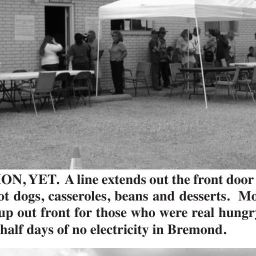 ION, YET. A line extends out the front door
ot dogs, casseroles, beans and desserts. Mo
up out front for those who were real hungry
half days of no electricity in Bremond.